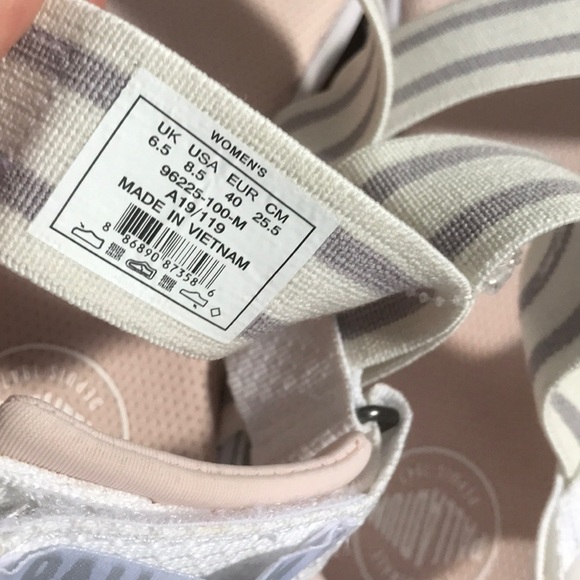 WOMEN'S
UK USA EUR CM
6.5 8.5 40 25.5
96225-100-M
A19/119
MADE IN VIETNAM
8 86890 87358 6